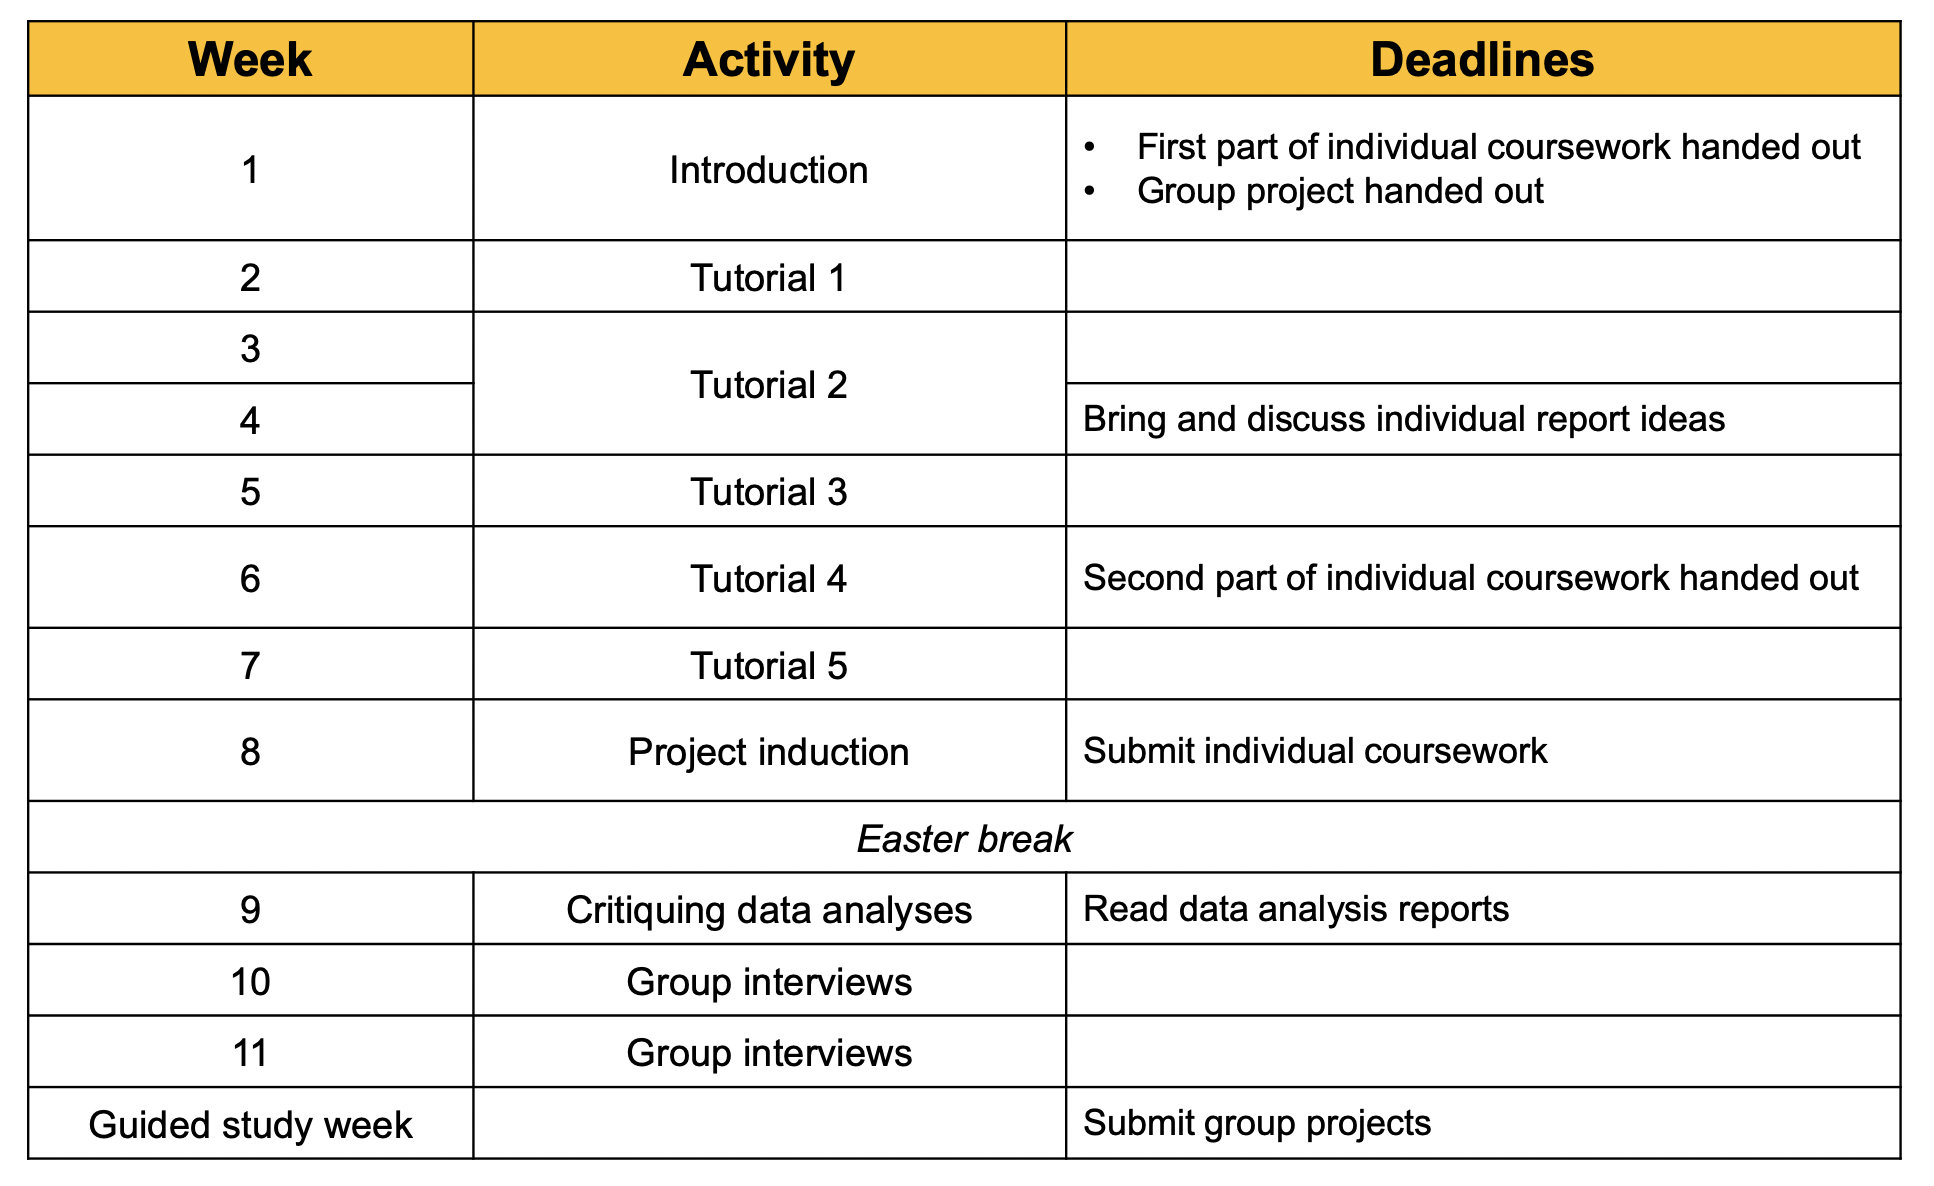 Week Activity Deadlines
1 Introduction
• First part of individual coursework handed out
• Group project handed out
2 Tutorial 1
3
Tutorial 2
4 Bring and discuss individual report ideas
5 Tutorial 3
6 Tutorial 4 Second part of individual coursework handed out
7 Tutorial 5
8 Project induction Submit individual coursework
Easter break
9 Critiquing data analyses Read data analysis reports
10 Group interviews
11 Group interviews
Guided study week Submit group projects